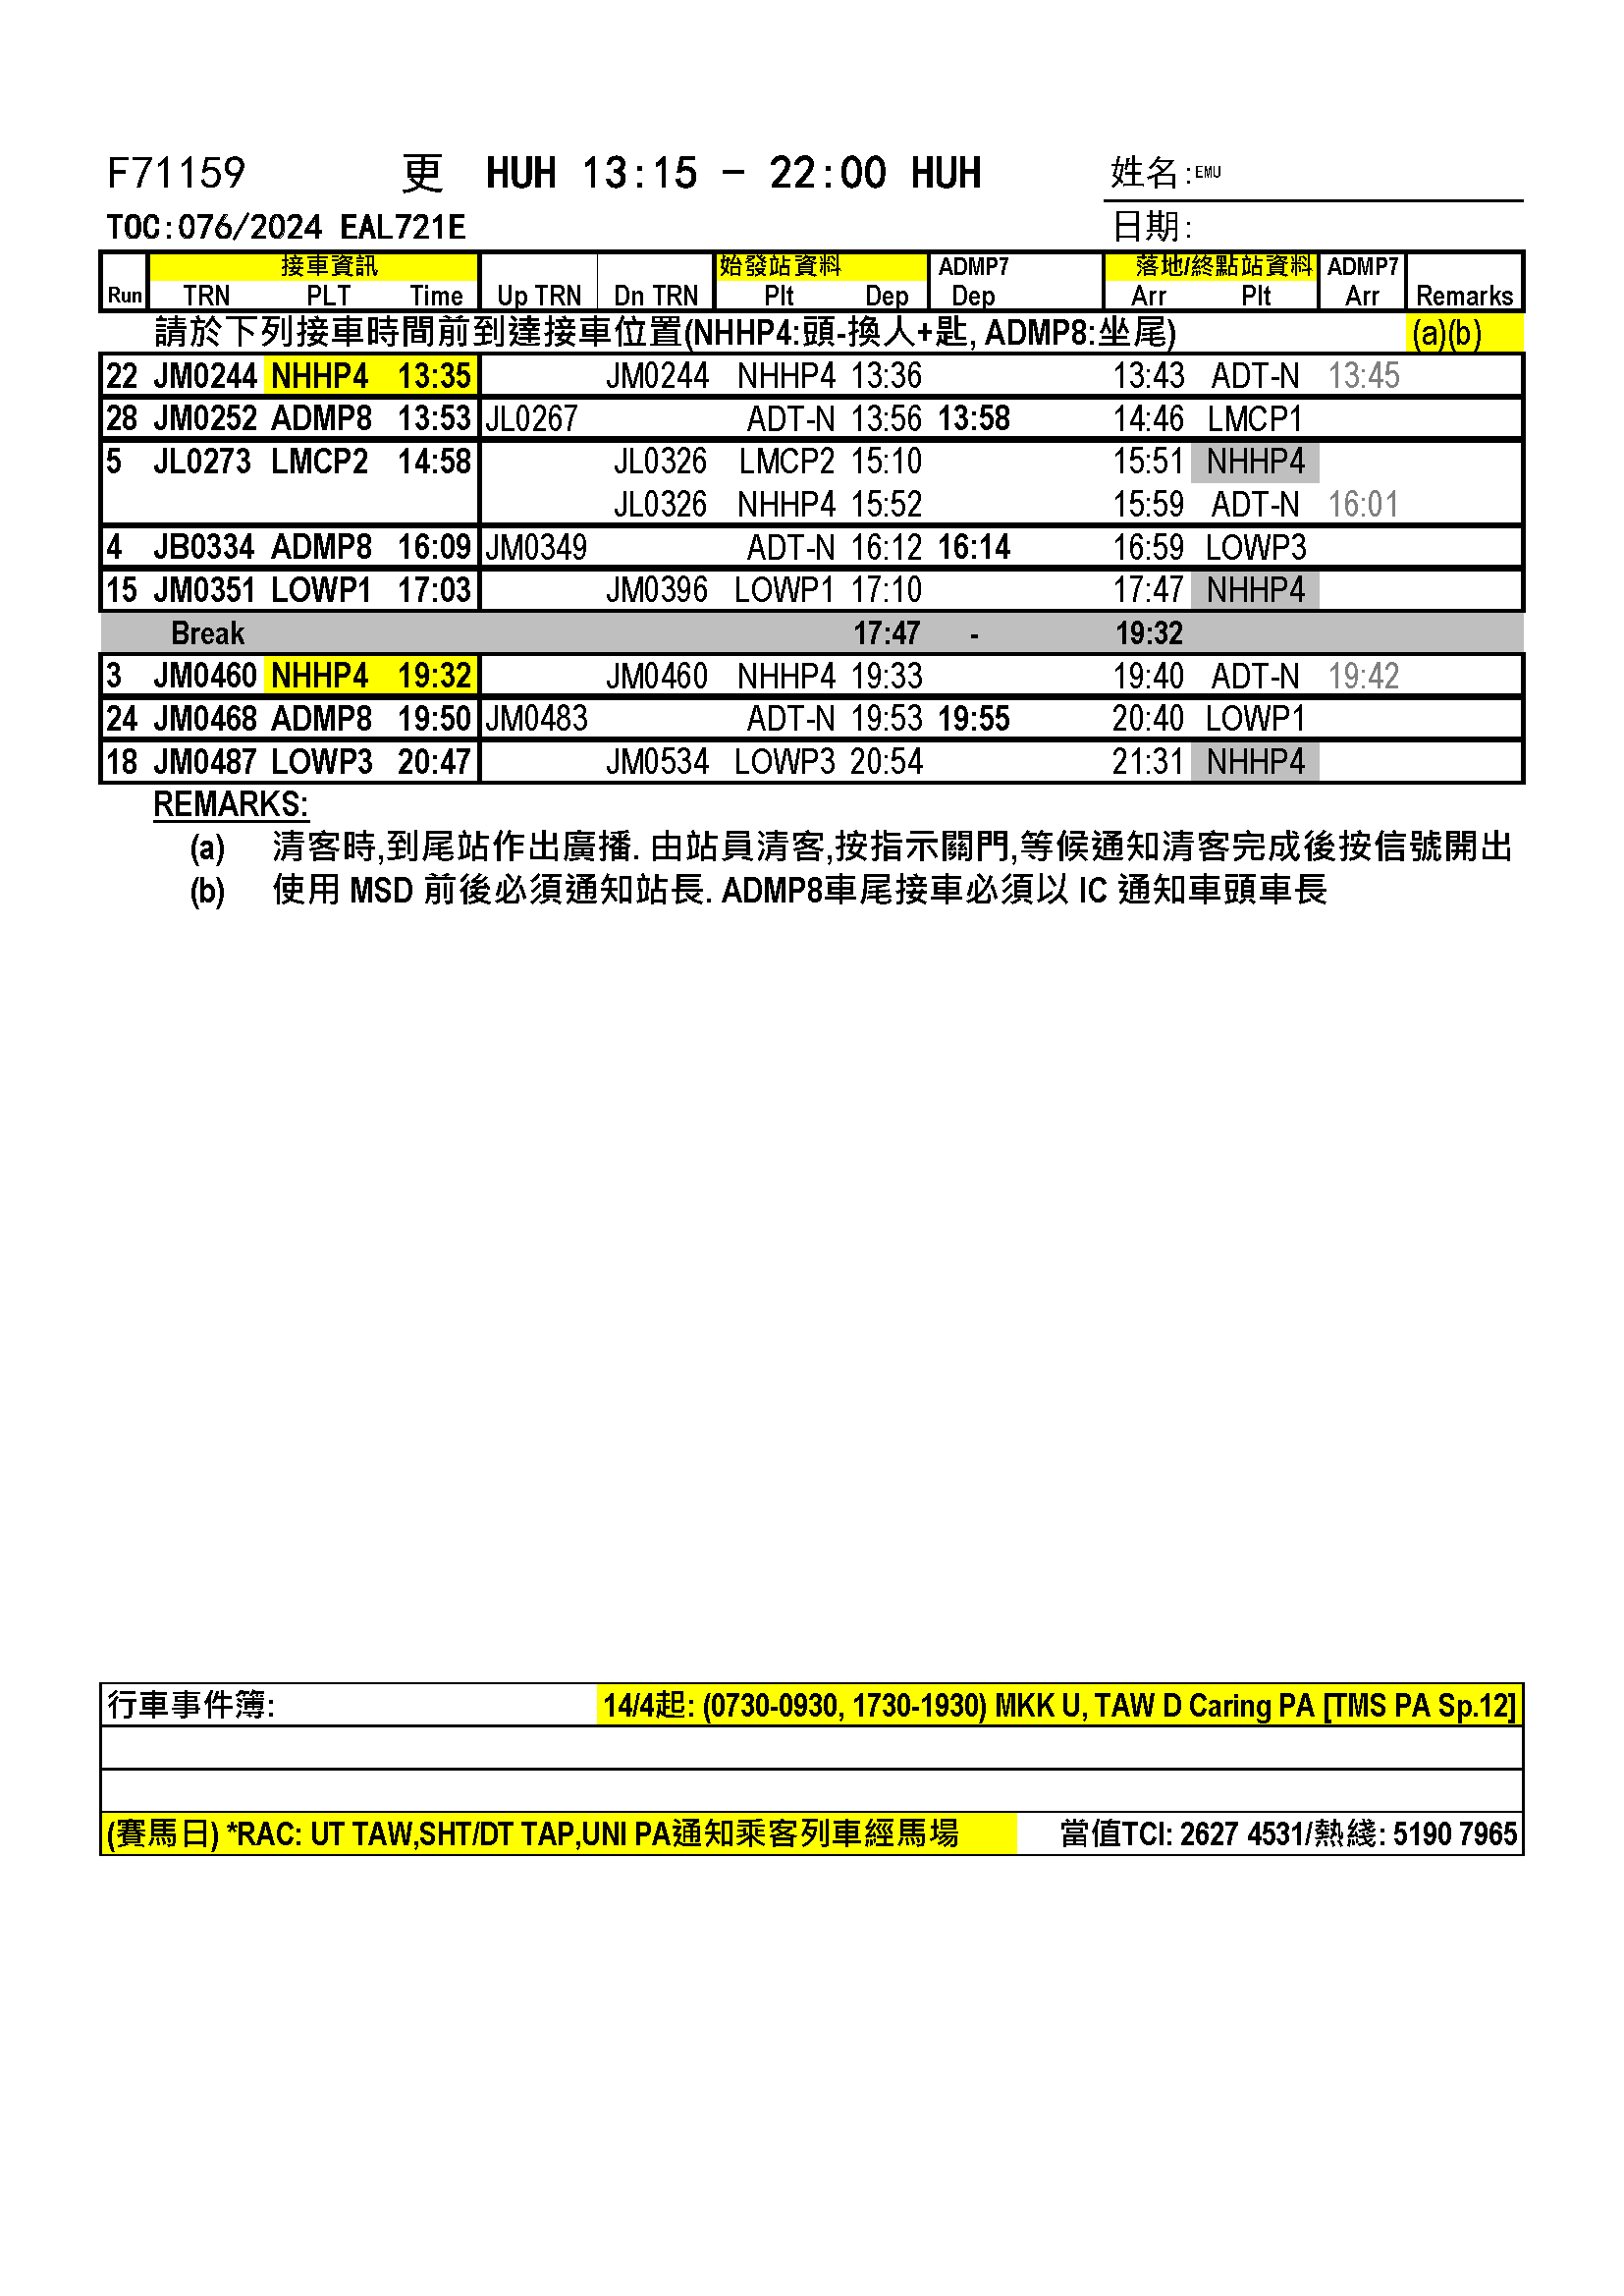 F71159 更 HUH 13:15 - 22:00 HUH 姓名:EMU
TOC:076/2024 EAL721E 日期:
接車資訊 始發站資料 ADMP7 落地/終點站資料 ADMP7
Run TRN PLT Time Up TRN Dn TRN Plt Dep Dep Arr Plt Arr Remarks
請於下列接車時間前到達接車位置(NHHP4:頭-換人+匙, ADMP8:坐尾) (a)(b)
22 JM0244 NHHP4 13:35 JM0244 NHHP4 13:36 13:43 ADT-N 13:45
28 JM0252 ADMP8 13:53 JL0267 ADT-N 13:56 13:58 14:46 LMCP1
5 JL0273 LMCP2 14:58 JL0326 LMCP2 15:10 15:51 NHHP4
JL0326 NHHP4 15:52 15:59 ADT-N 16:01
4 JB0334 ADMP8 16:09 JM0349 ADT-N 16:12 16:14 16:59 LOWP3
15 JM0351 LOWP1 17:03 JM0396 LOWP1 17:10 17:47 NHHP4
Break 17:47 - 19:32
3 JM0460 NHHP4 19:32 JM0460 NHHP4 19:33 19:40 ADT-N 19:42
24 JM0468 ADMP8 19:50 JM0483 ADT-N 19:53 19:55 20:40 LOWP1
18 JM0487 LOWP3 20:47 JM0534 LOWP3 20:54 21:31 NHHP4
REMARKS:
(a) 清客時,到尾站作出廣播. 由站員清客,按指示關門,等候通知清客完成後按信號開出
(b) 使用 MSD 前後必須通知站長. ADMP8車尾接車必須以 IC 通知車頭車長
行車事件簿: 14/4起: (0730-0930, 1730-1930) MKK U, TAW D Caring PA [TMS PA Sp.12]
(賽馬日) *RAC: UT TAW,SHT/DT TAP,UNI PA通知乘客列車經馬場 當值TCI: 2627 4531/熱綫: 5190 7965